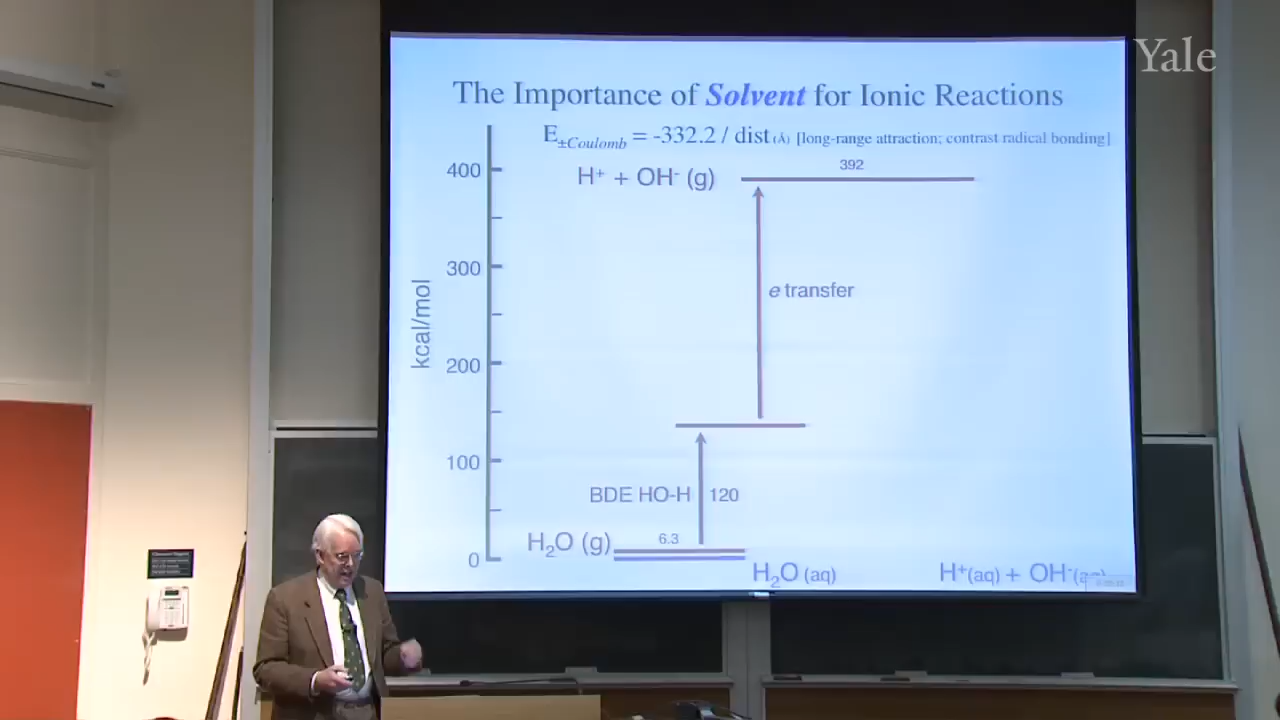 Yale
The Importance of Solvent for Ionic Reactions
E±Coulomb = -332.2 / dist (Å) [long-range attraction; contrast radical bonding]
400
H⁺ + OH⁻ (g)
392
300
e transfer
kcal/mol
200
100
BDE HO-H
120
H₂O (g)
6.3
0
H₂O (aq)
H⁺(aq) + OH⁻